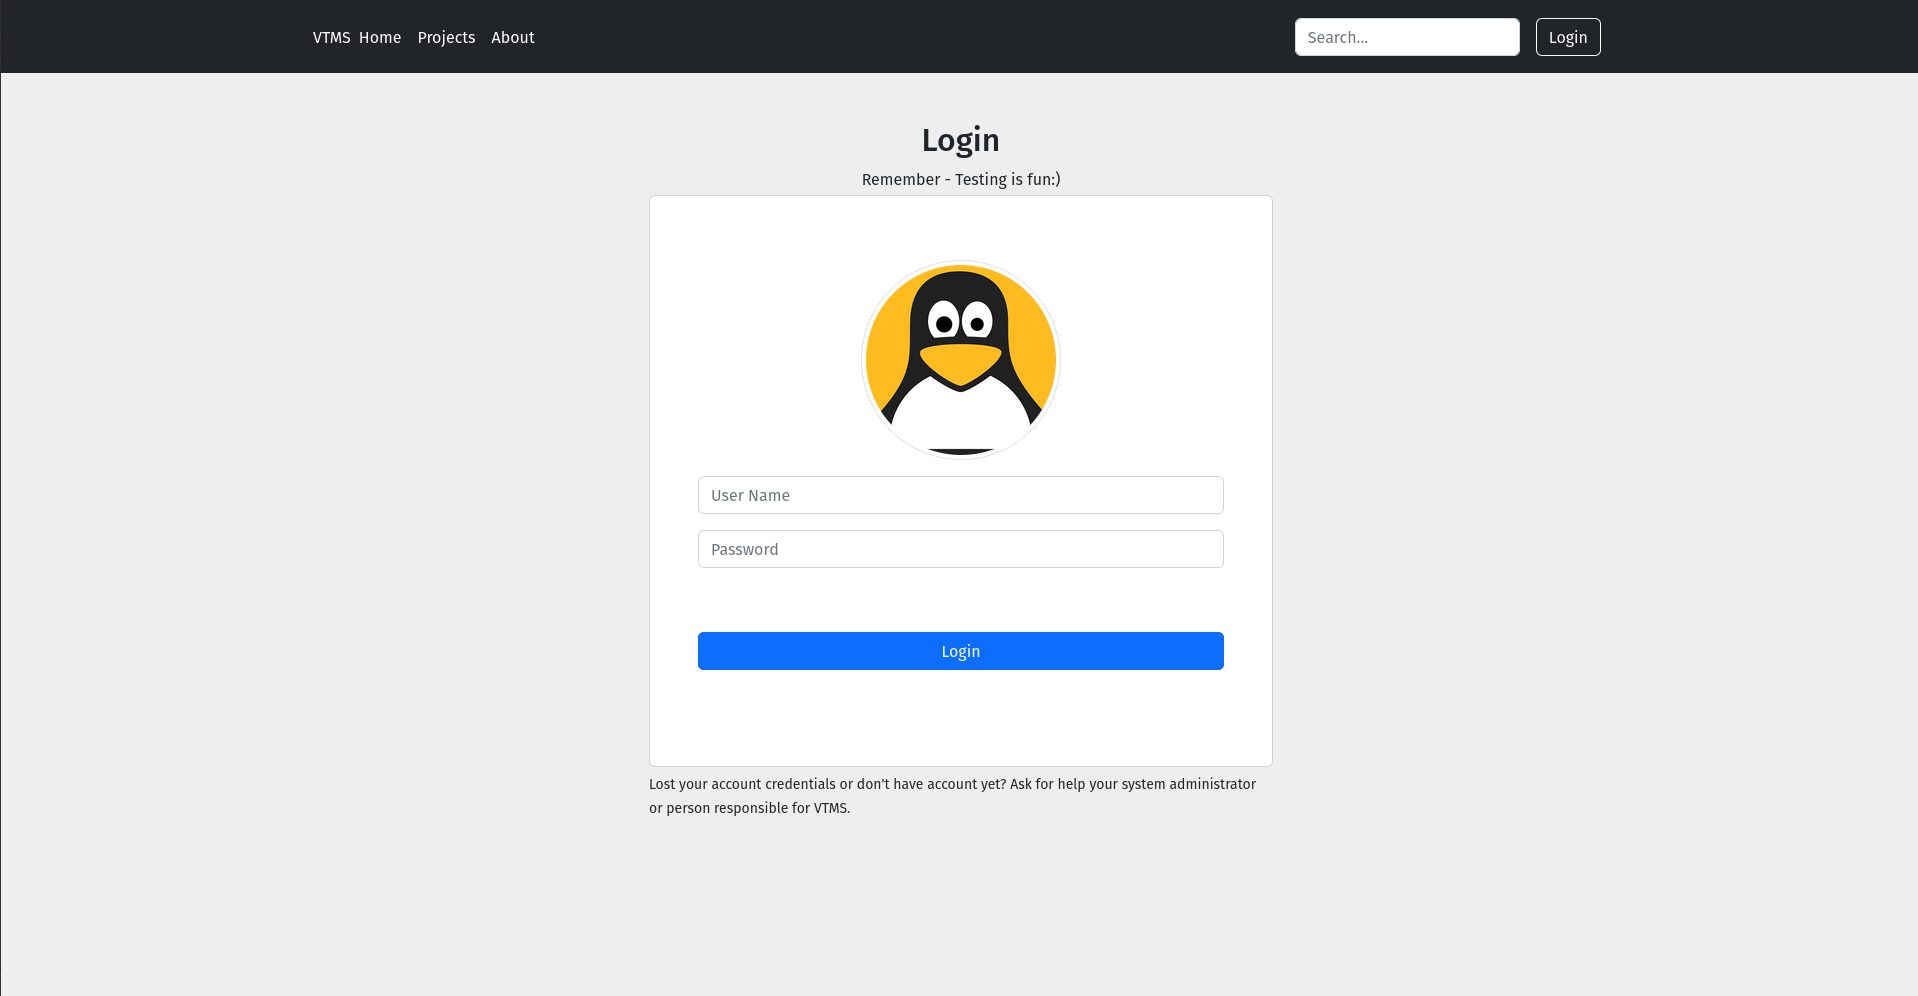 VTMS Home Projects About Search... Login
Login
Remember - Testing is fun:)
User Name
Password
Login
Lost your account credentials or don't have account yet? Ask for help your system administrator
or person responsible for VTMS.